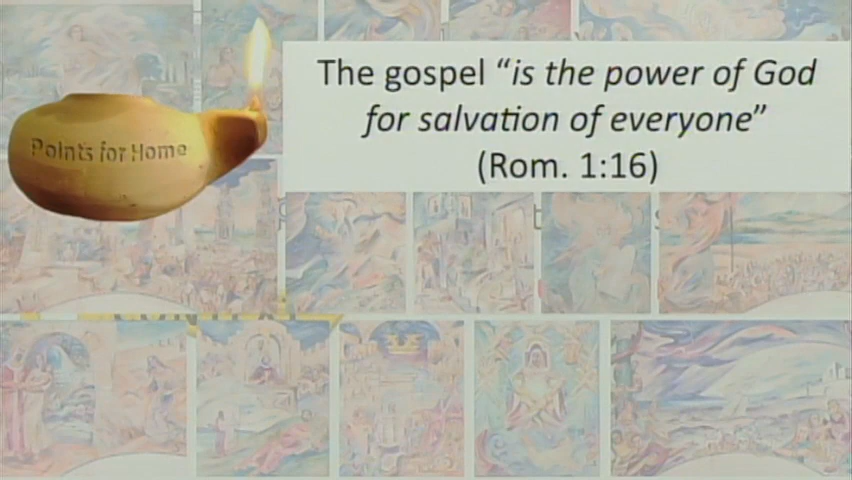 Points for Home
The gospel “is the power of God
for salvation of everyone”
(Rom. 1:16)